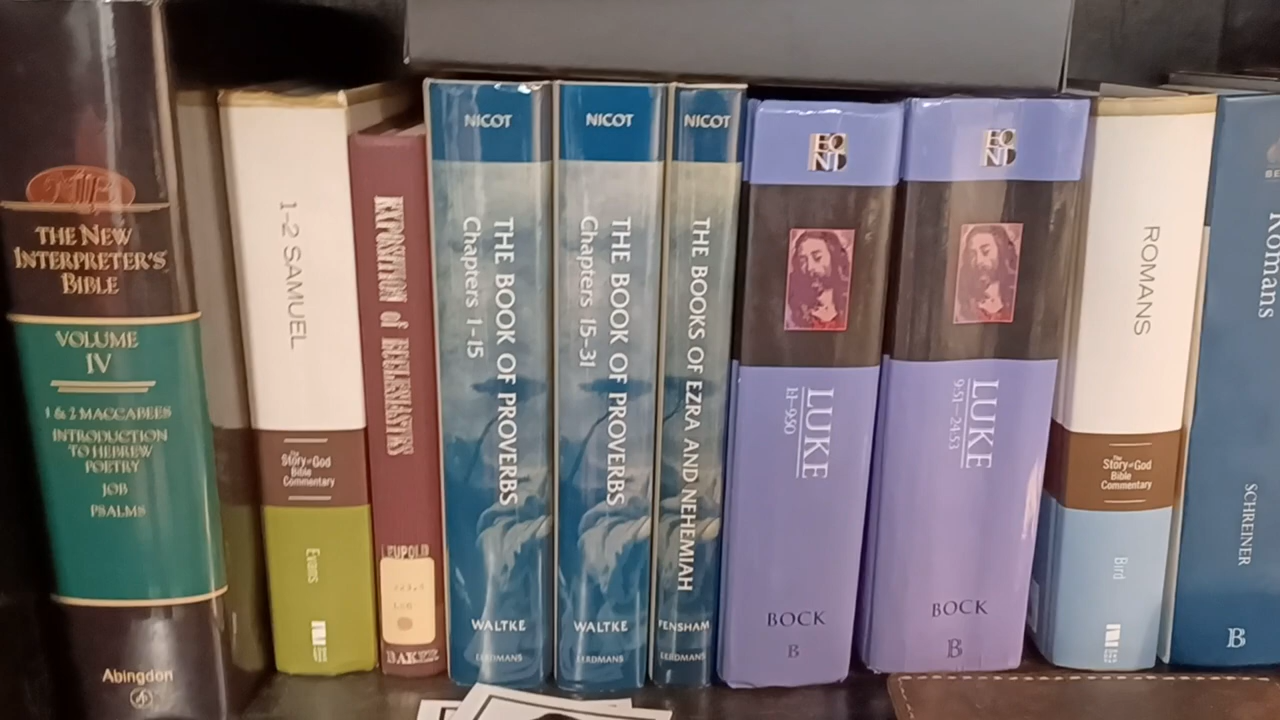 NIB
THE NEW
INTERPRETER'S
BIBLE
VOLUME
IV
1 & 2 MACCABEES
INTRODUCTION
TO HEBREW
POETRY
JOB
PSALMS
Abingdon
1-2 SAMUEL
The
Story of God
Bible
Commentary
Evans
EXPOSITION of ECCLESIASTES
LEUPOLD
BAKER
NICOT
THE BOOK OF PROVERBS
Chapters 1-15
WALTKE
EERDMANS
NICOT
THE BOOK OF PROVERBS
Chapters 15-31
WALTKE
EERDMANS
NICOT
THE BOOKS OF EZRA AND NEHEMIAH
FENSHAM
EERDMANS
LUKE
1:1–9:50
BOCK
B
LUKE
9:51–24:53
BOCK
B
ROMANS
The
Story of God
Bible
Commentary
Bird
Romans
SCHREINER
B